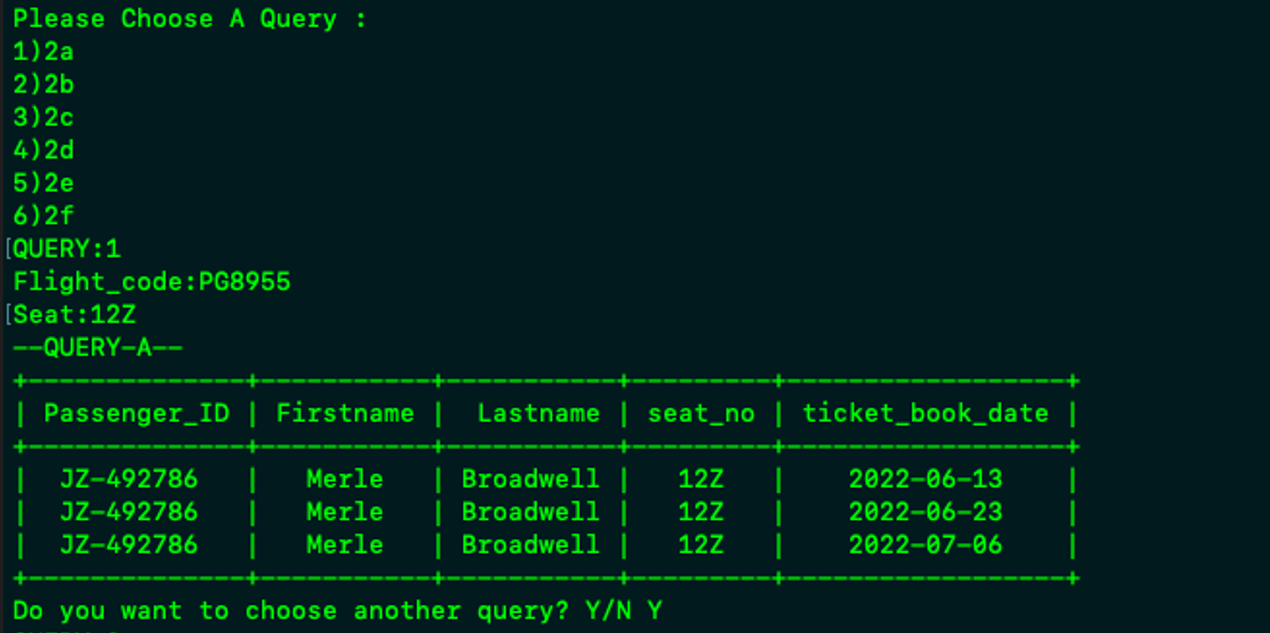 Please Choose A Query :
1)2a
2)2b
3)2c
4)2d
5)2e
6)2f
[QUERY:1
Flight_code:PG8955
[Seat:12Z
--QUERY-A--
+--------------+-----------+-----------+---------+------------------+
| Passenger_ID | Firstname |  Lastname | seat_no | ticket_book_date |
+--------------+-----------+-----------+---------+------------------+
|  JZ-492786   |   Merle   | Broadwell |   12Z   |    2022-06-13    |
|  JZ-492786   |   Merle   | Broadwell |   12Z   |    2022-06-23    |
|  JZ-492786   |   Merle   | Broadwell |   12Z   |    2022-07-06    |
+--------------+-----------+-----------+---------+------------------+
Do you want to choose another query? Y/N Y